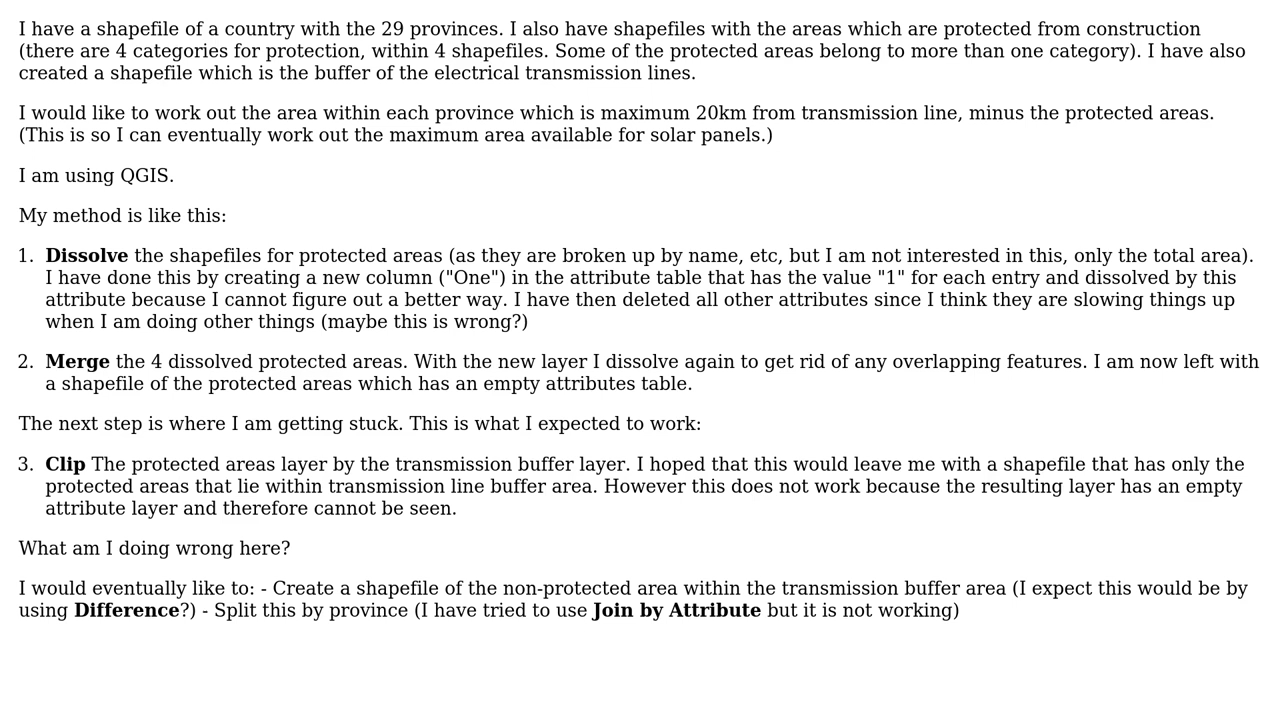 I have a shapefile of a country with the 29 provinces. I also have shapefiles with the areas which are protected from construction
(there are 4 categories for protection, within 4 shapefiles. Some of the protected areas belong to more than one category). I have also
created a shapefile which is the buffer of the electrical transmission lines.
I would like to work out the area within each province which is maximum 20km from transmission line, minus the protected areas.
(This is so I can eventually work out the maximum area available for solar panels.)
I am using QGIS.
My method is like this:
1. Dissolve the shapefiles for protected areas (as they are broken up by name, etc, but I am not interested in this, only the total area).
I have done this by creating a new column ("One") in the attribute table that has the value "1" for each entry and dissolved by this
attribute because I cannot figure out a better way. I have then deleted all other attributes since I think they are slowing things up
when I am doing other things (maybe this is wrong?)
2. Merge the 4 dissolved protected areas. With the new layer I dissolve again to get rid of any overlapping features. I am now left with
a shapefile of the protected areas which has an empty attributes table.
The next step is where I am getting stuck. This is what I expected to work:
3. Clip The protected areas layer by the transmission buffer layer. I hoped that this would leave me with a shapefile that has only the
protected areas that lie within transmission line buffer area. However this does not work because the resulting layer has an empty
attribute layer and therefore cannot be seen.
What am I doing wrong here?
I would eventually like to: - Create a shapefile of the non-protected area within the transmission buffer area (I expect this would be by
using Difference?) - Split this by province (I have tried to use Join by Attribute but it is not working)